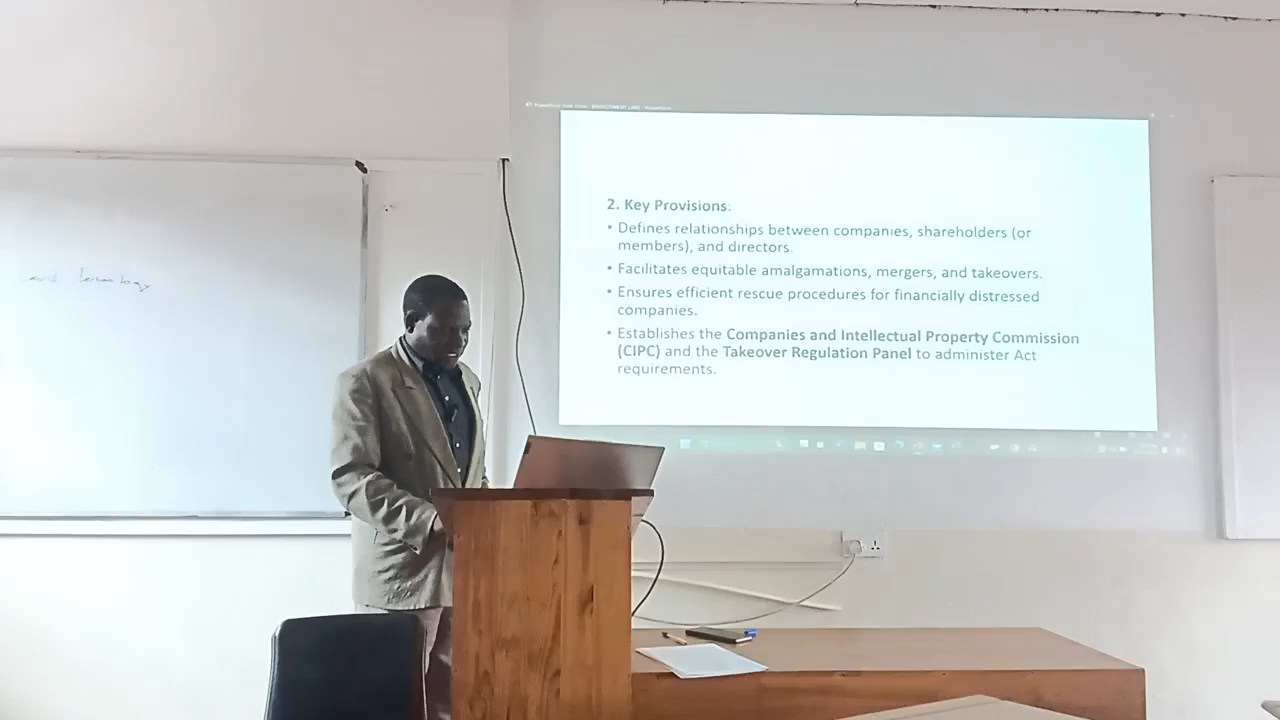 2. Key Provisions:
• Defines relationships between companies, shareholders (or
members), and directors.
• Facilitates equitable amalgamations, mergers, and takeovers.
• Ensures efficient rescue procedures for financially distressed
companies.
• Establishes the Companies and Intellectual Property Commission
(CIPC) and the Takeover Regulation Panel to administer Act
requirements.